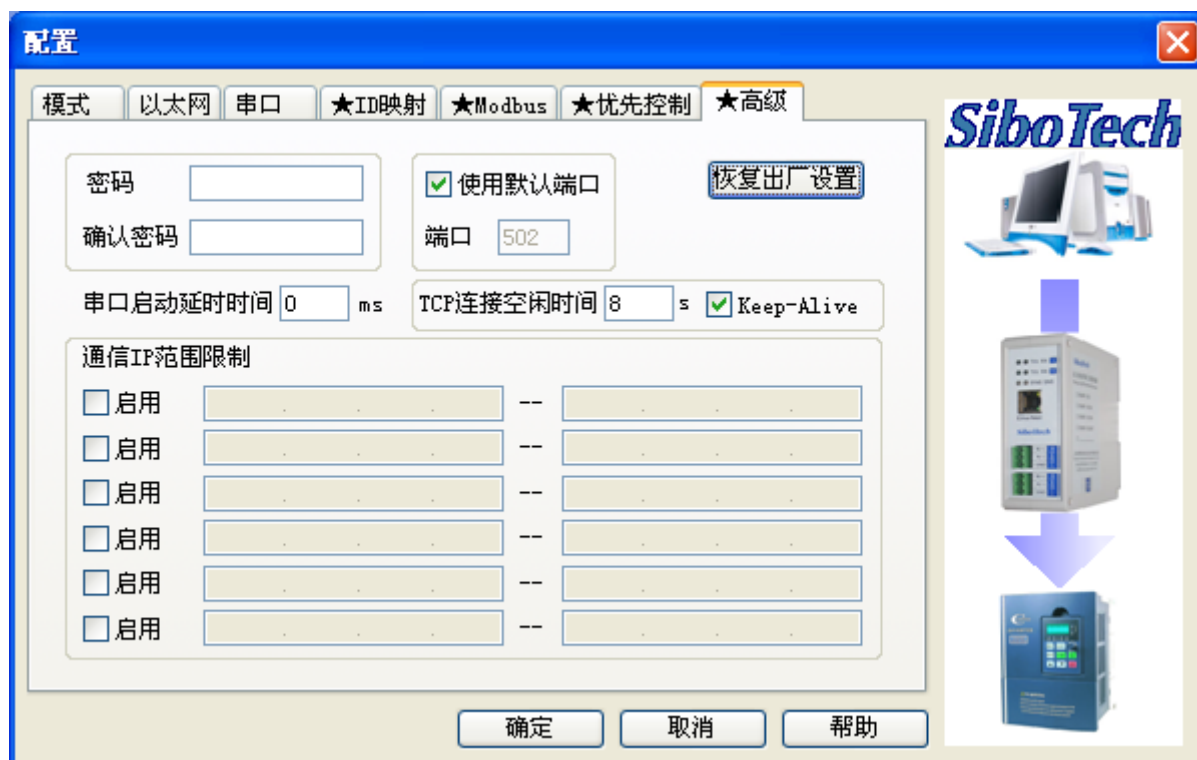 配置
模式 以太网 串口 ★ID映射 ★Modbus ★优先控制 ★高级
SiboTech
密码
使用默认端口
恢复出厂设置
确认密码
端口 502
串口启动延时时间 0 ms
TCP连接空闲时间 8 s Keep-Alive
通信IP范围限制
启用 . . . -- . . .
启用 . . . -- . . .
启用 . . . -- . . .
启用 . . . -- . . .
启用 . . . -- . . .
启用 . . . -- . . .
SiboTech
确定 取消 帮助